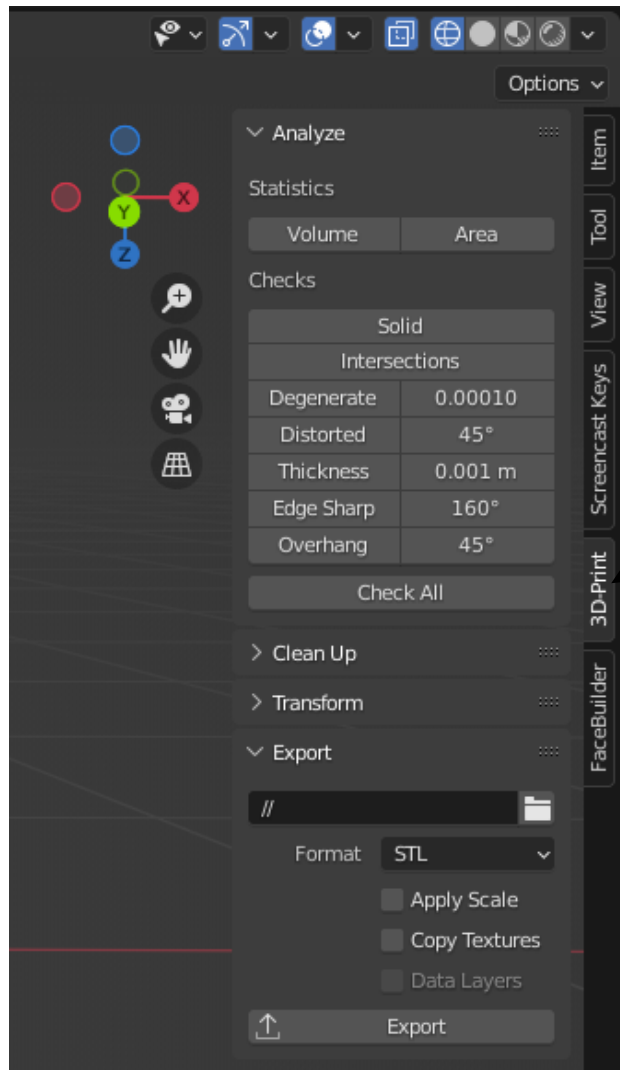 Options
Analyze
Item
X
Y
Statistics
Tool
Volume Area
Z
Checks
View
Solid
Intersections
Degenerate 0.00010
Screencast Keys
Distorted 45°
Thickness 0.001 m
Edge Sharp 160°
Overhang 45°
3D-Print
Check All
Clean Up
Transform
FaceBuilder
Export
//
Format STL
Apply Scale
Copy Textures
Data Layers
Export